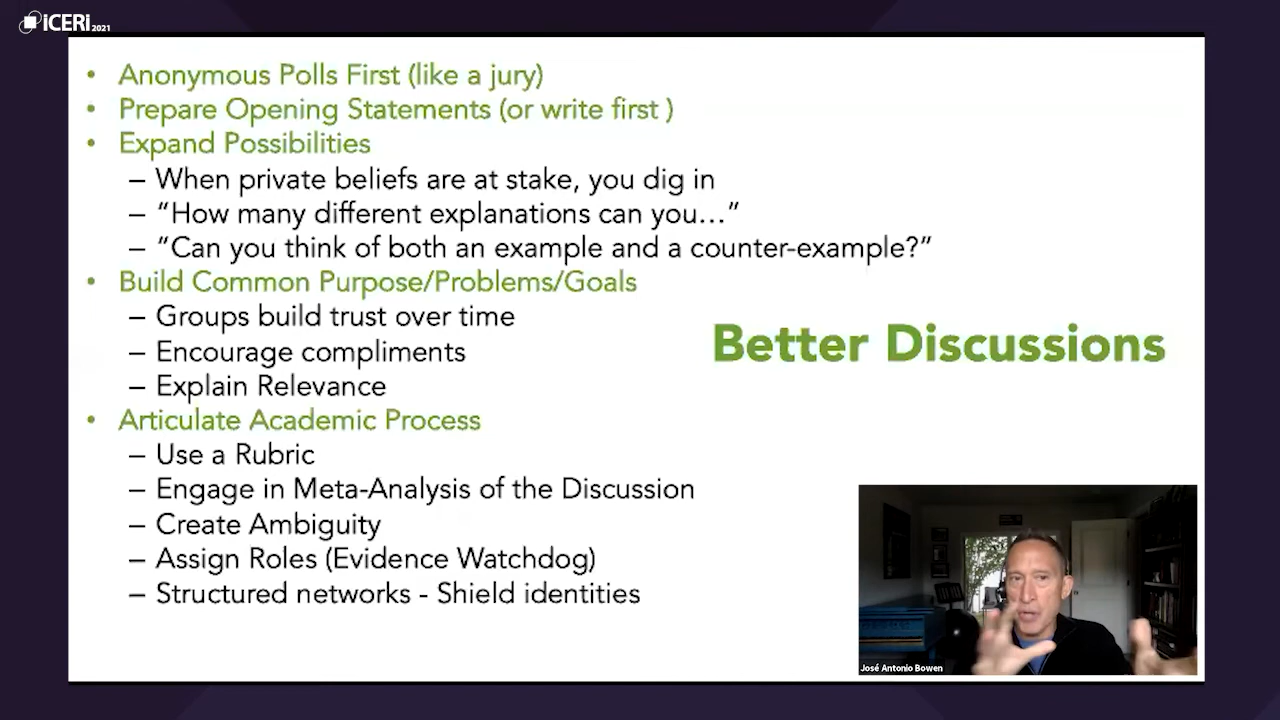 iCERi2021
• Anonymous Polls First (like a jury)
• Prepare Opening Statements (or write first )
• Expand Possibilities
– When private beliefs are at stake, you dig in
– “How many different explanations can you…”
– “Can you think of both an example and a counter-example?”
• Build Common Purpose/Problems/Goals
– Groups build trust over time
– Encourage compliments
– Explain Relevance
Better Discussions
• Articulate Academic Process
– Use a Rubric
– Engage in Meta-Analysis of the Discussion
– Create Ambiguity
– Assign Roles (Evidence Watchdog)
– Structured networks - Shield identities
José Antonio Bowen